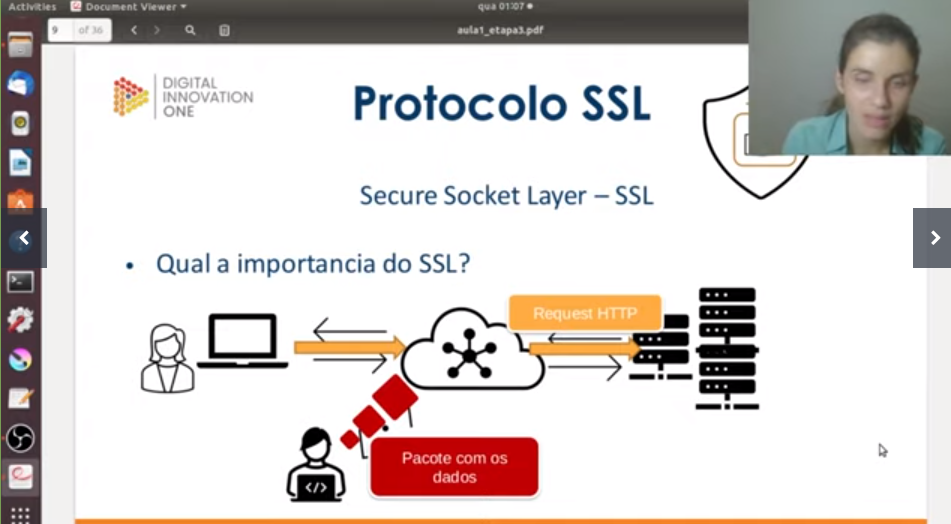 Activities
Document Viewer
qua 01:07
9 of 36
aula1_etapa3.pdf
DIGITAL
INNOVATION
ONE
Protocolo SSL
Secure Socket Layer – SSL
• Qual a importancia do SSL?
Request HTTP
</>
Pacote com os
dados